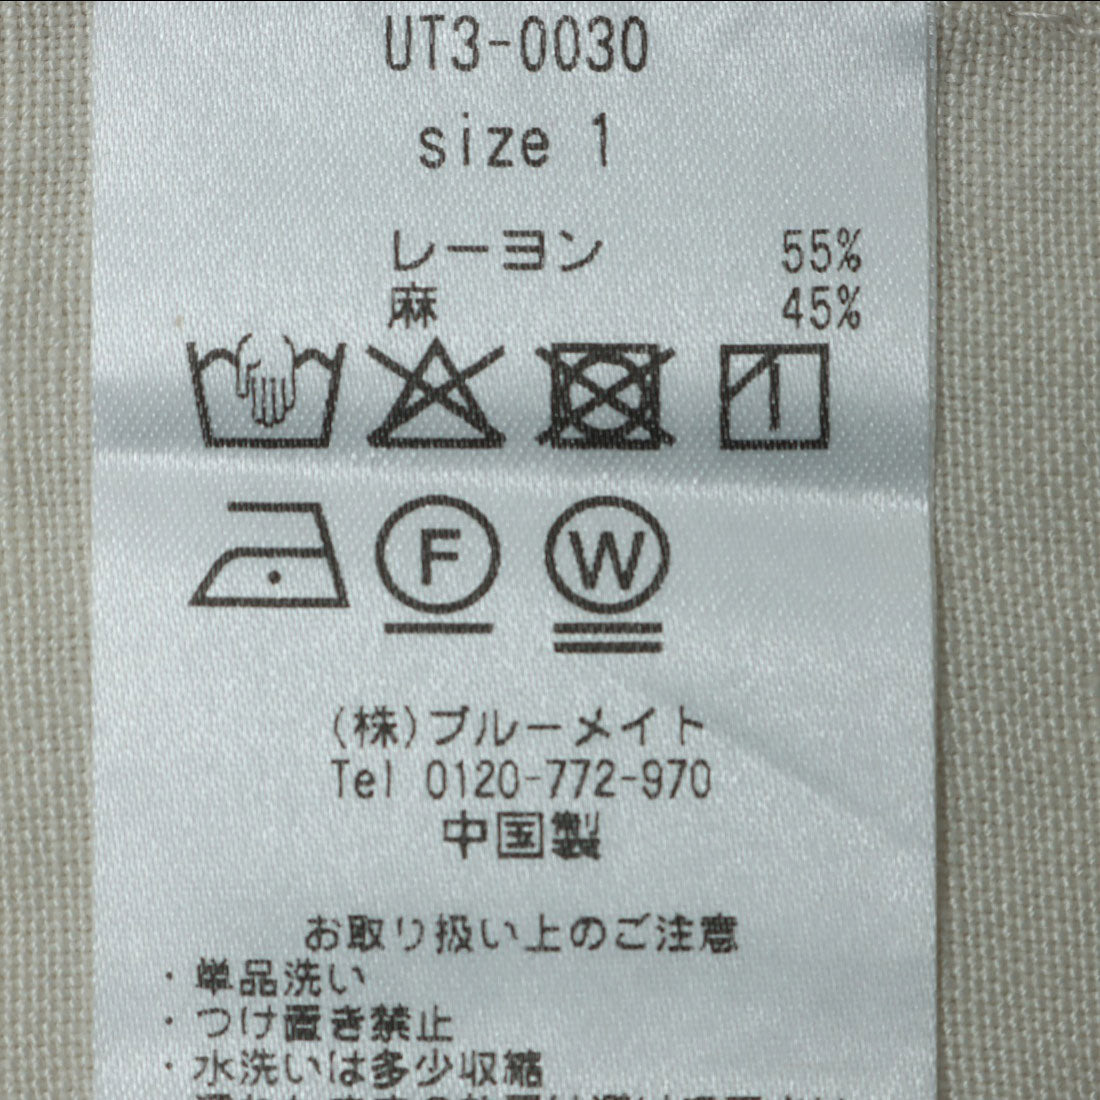 UT3-0030
size 1
レーヨン 55%
麻 45%
F W
(株)ブルーメイト
Tel 0120-772-970
中国製
お取り扱い上のご注意
・単品洗い
・つけ置き禁止
・水洗いは多少収縮